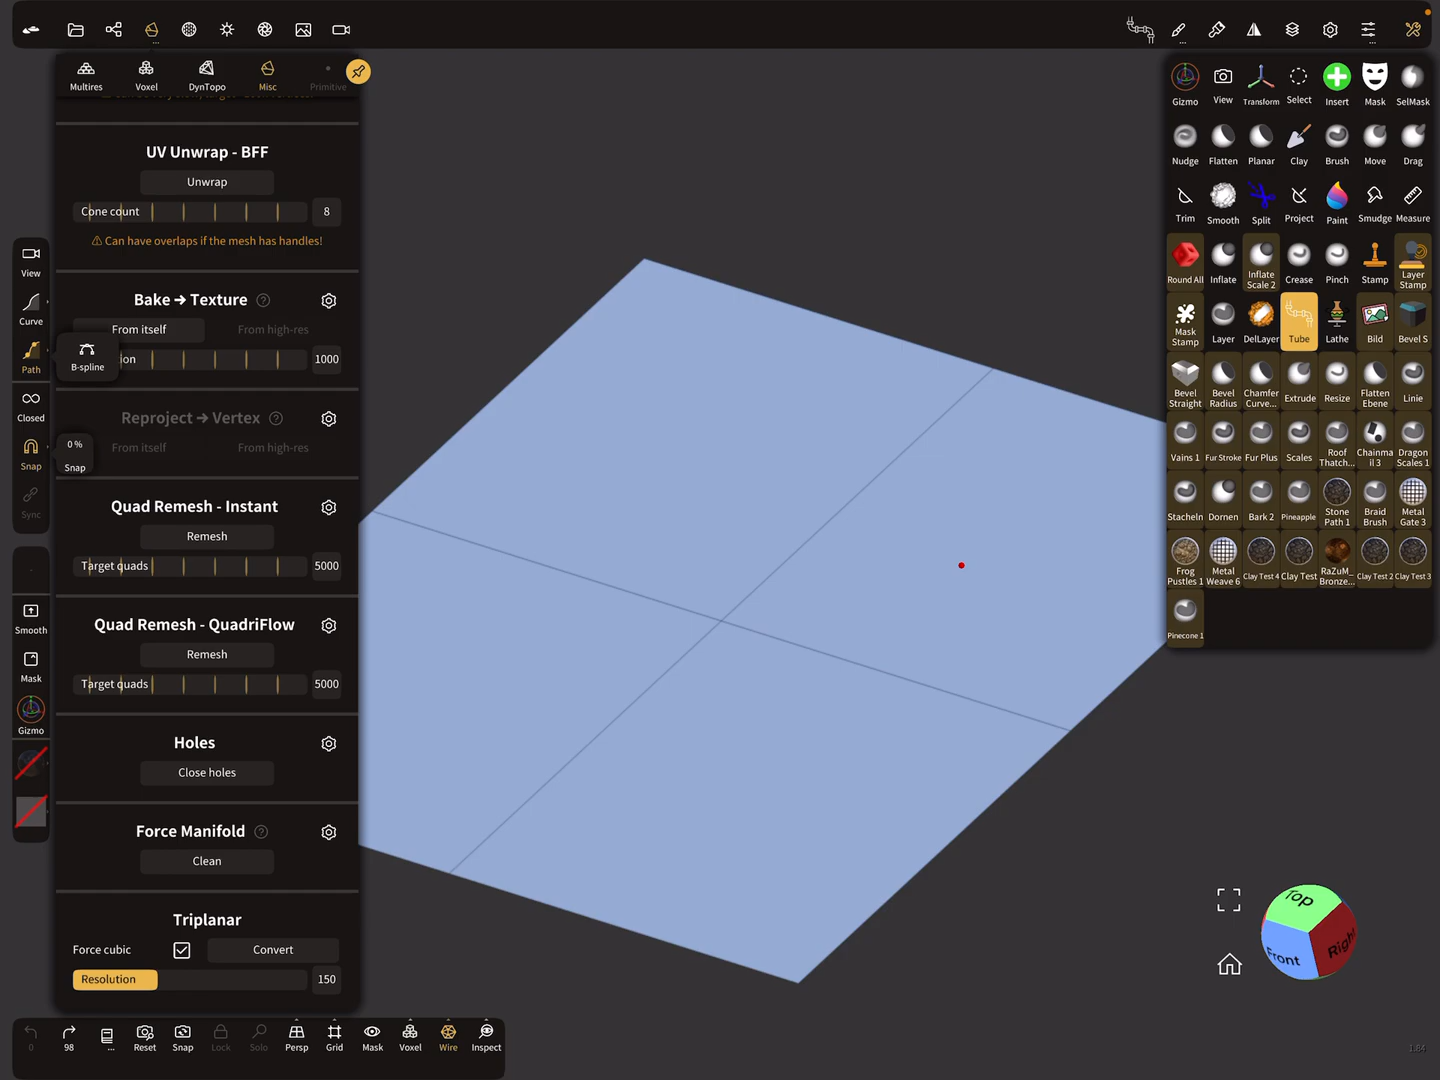 Multires
Voxel
DynTopo
Misc
Primitive
UV Unwrap - BFF
Unwrap
Cone count
8
⚠ Can have overlaps if the mesh has handles!
Bake → Texture
From itself
From high-res
1000
Reproject → Vertex
From itself
From high-res
Quad Remesh - Instant
Remesh
Target quads
5000
Quad Remesh - QuadriFlow
Remesh
Target quads
5000
Holes
Close holes
Force Manifold
Clean
Triplanar
Force cubic
Convert
Resolution
150
View
Curve
Path
B-spline
Closed
Snap
0 %
Snap
Sync
Smooth
Mask
Gizmo
Gizmo
View
Transform
Select
Insert
Mask
SelMask
Nudge
Flatten
Planar
Clay
Brush
Move
Drag
Trim
Smooth
Split
Project
Paint
Smudge
Measure
Round All
Inflate
Inflate
Scale 2
Crease
Pinch
Stamp
Layer
Stamp
Mask
Stamp
Layer
DelLayer
Tube
Lathe
Bild
Bevel S
Bevel
Straight
Bevel
Radius
Chamfer
Curve...
Extrude
Resize
Flatten
Ebene
Linie
Vains 1
Fur Stroke
Fur Plus
Scales
Roof
Thatch...
Chainma
il 3
Dragon
Scales 1
Stacheln
Dornen
Bark 2
Pineapple
Stone
Path 1
Braid
Brush
Metal
Gate 3
Frog
Pustles 1
Metal
Weave 6
Clay Test 4
Clay Test
RaZuM_
Bronze...
Clay Test 2
Clay Test 3
Pinecone 1
Top
Front
Right
0
98
...
Reset
Snap
Lock
Solo
Persp
Grid
Mask
Voxel
Wire
Inspect
1.84